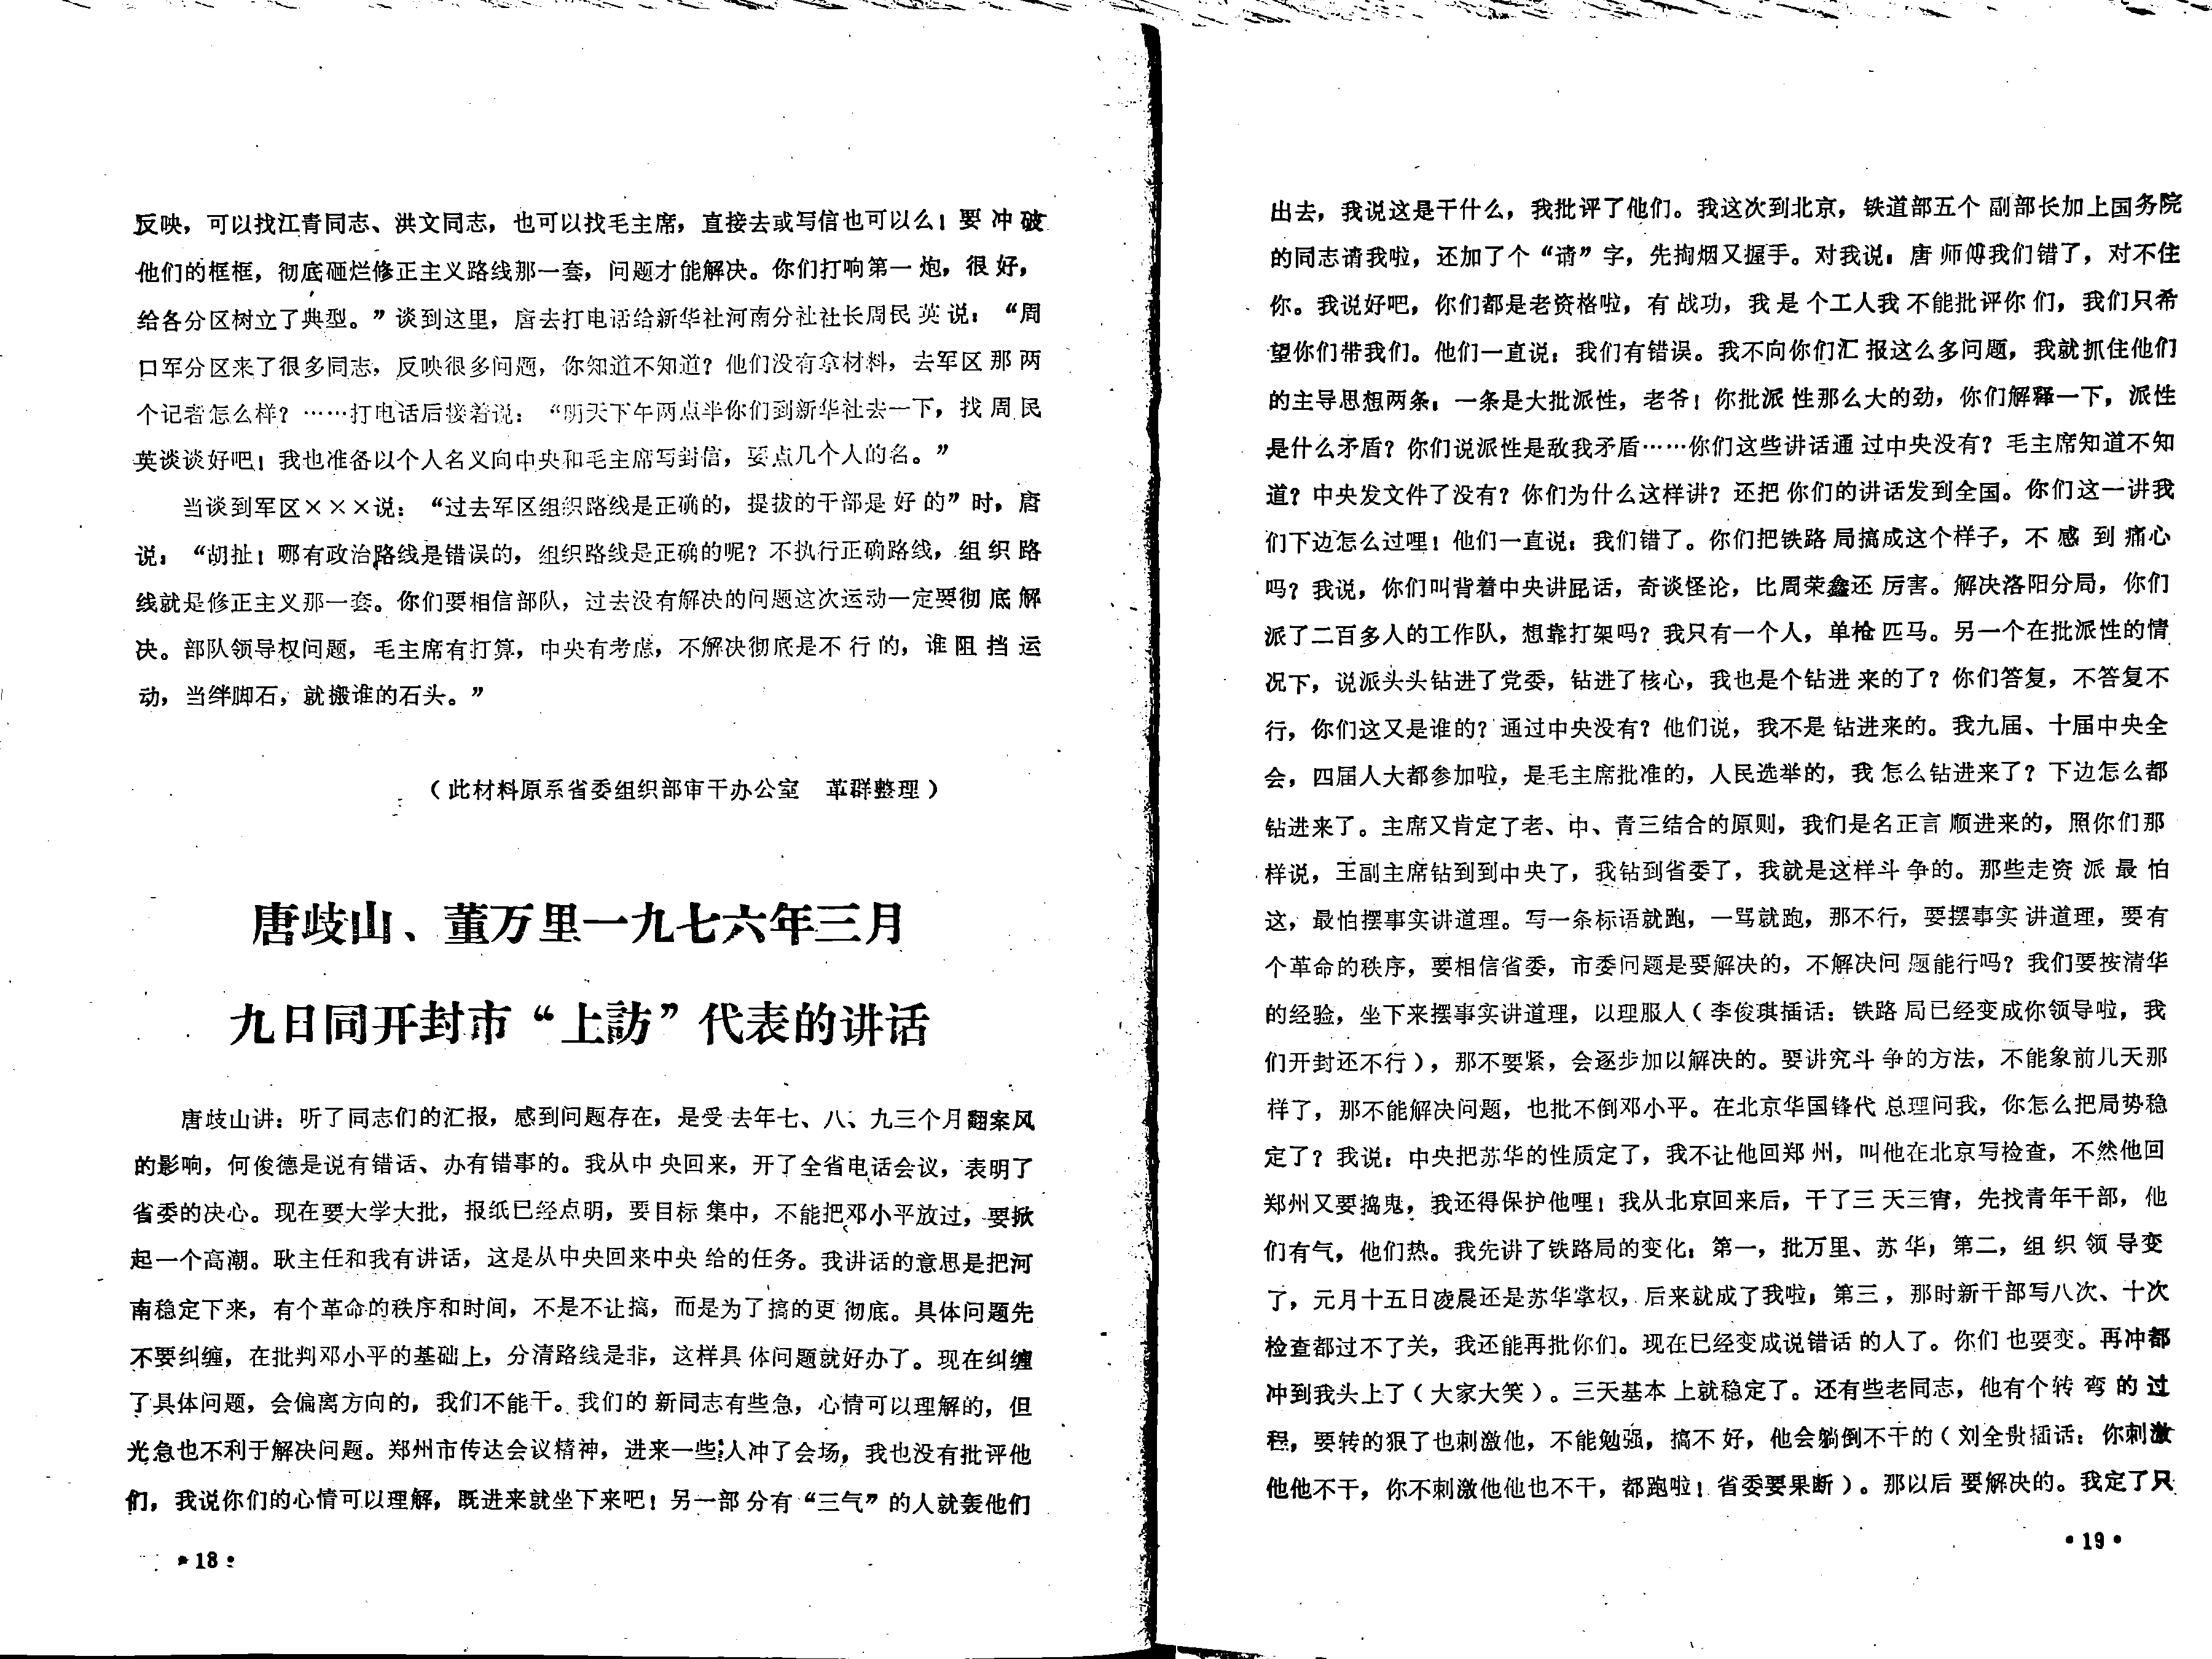 反映，可以找江青同志、洪文同志，也可以找毛主席，直接去或写信也可以么！要冲破
他们的框框，彻底砸烂修正主义路线那一套，问题才能解决。你们打响第一炮，很好，
给各分区树立了典型。”谈到这里，唐去打电话给新华社河南分社社长周民英说：“周
口军分区来了很多同志，反映很多问题，你知道不知道？他们没有拿材料，去军区那两
个记者怎么样？……打电话后接着说：“明天下午两点半你们到新华社去一下，找周民
英谈谈好吧！我也准备以个人名义向中央和毛主席写封信，要点几个人的名。”
当谈到军区×××说：“过去军区组织路线是正确的，提拔的干部是好的”时，唐
说：“胡扯！哪有政治路线是错误的，组织路线是正确的呢？不执行正确路线，组织路
线就是修正主义那一套。你们要相信部队，过去没有解决的问题这次运动一定要彻底解
决。部队领导权问题，毛主席有打算，中央有考虑，不解决彻底是不行的，谁阻挡运
动，当绊脚石，就搬谁的石头。”
（此材料原系省委组织部审干办公室　革群整理）
唐歧山、董万里一九七六年三月
九日同开封市“上訪”代表的讲话
唐歧山讲：听了同志们的汇报，感到问题存在，是受去年七、八、九三个月翻案风
的影响，何俊德是说有错话、办有错事的。我从中央回来，开了全省电话会议，表明了
省委的决心。现在要大学大批，报纸已经点明，要目标集中，不能把邓小平放过，要掀
起一个高潮。耿主任和我有讲话，这是从中央回来中央给的任务。我讲话的意思是把河
南稳定下来，有个革命的秩序和时间，不是不让搞，而是为了搞的更彻底。具体问题先
不要纠缠，在批判邓小平的基础上，分清路线是非，这样具体问题就好办了。现在纠缠
了具体问题，会偏离方向的，我们不能干。我们的新同志有些急，心情可以理解的，但
光急也不利于解决问题。郑州市传达会议精神，进来一些人冲了会场，我也没有批评他
们，我说你们的心情可以理解，既进来就坐下来吧！另一部分有“三气”的人就轰他们
•18•
出去，我说这是干什么，我批评了他们。我这次到北京，铁道部五个副部长加上国务院
的同志请我啦，还加了个“请”字，先掏烟又握手。对我说：唐师傅我们错了，对不住
你。我说好吧，你们都是老资格啦，有战功，我是个工人我不能批评你们，我们只希
望你们带我们。他们一直说：我们有错误。我不向你们汇报这么多问题，我就抓住他们
的主导思想两条：一条是大批派性，老爷！你批派性那么大的劲，你们解释一下，派性
是什么矛盾？你们说派性是敌我矛盾……你们这些讲话通过中央没有？毛主席知道不知
道？中央发文件了没有？你们为什么这样讲？还把你们的讲话发到全国。你们这一讲我
们下边怎么过哩！他们一直说：我们错了。你们把铁路局搞成这个样子，不感到痛心
吗？我说，你们叫背着中央讲屁话，奇谈怪论，比周荣鑫还厉害。解决洛阳分局，你们
派了二百多人的工作队，想靠打架吗？我只有一个人，单枪匹马。另一个在批派性的情
况下，说派头头钻进了党委，钻进了核心，我也是个钻进来的了？你们答复，不答复不
行，你们这又是谁的？通过中央没有？他们说，我不是钻进来的。我九届、十届中央全
会，四届人大都参加啦，是毛主席批准的，人民选举的，我怎么钻进来了？下边怎么都
钻进来了。主席又肯定了老、中、青三结合的原则，我们是名正言顺进来的，照你们那
样说，王副主席钻到到中央了，我钻到省委了，我就是这样斗争的。那些走资派最怕
这，最怕摆事实讲道理。写一条标语就跑，一骂就跑，那不行，要摆事实讲道理，要有
个革命的秩序，要相信省委，市委问题是要解决的，不解决问题能行吗？我们要按清华
的经验，坐下来摆事实讲道理，以理服人（李俊琪插话：铁路局已经变成你领导啦，我
们开封还不行），那不要紧，会逐步加以解决的。要讲究斗争的方法，不能象前几天那
样了，那不能解决问题，也批不倒邓小平。在北京华国锋代总理问我，你怎么把局势稳
定了？我说：中央把苏华的性质定了，我不让他回郑州，叫他在北京写检查，不然他回
郑州又要捣鬼，我还得保护他哩！我从北京回来后，干了三天三宵，先找青年干部，他
们有气，他们热。我先讲了铁路局的变化：第一，批万里、苏华；第二，组织领导变
了，元月十五日凌晨还是苏华掌权，后来就成了我啦；第三，那时新干部写八次、十次
检查都过不了关，我还能再批你们。现在已经变成说错话的人了。你们也要变。再冲都
冲到我头上了（大家大笑）。三天基本上就稳定了。还有些老同志，他有个转弯的过
程，要转的狠了也刺激他，不能勉强，搞不好，他会躺倒不干的（刘全贵插话：你刺激
他他不干，你不刺激他他也不干，都跑啦！省委要果断）。那以后要解决的。我定了只
•19•